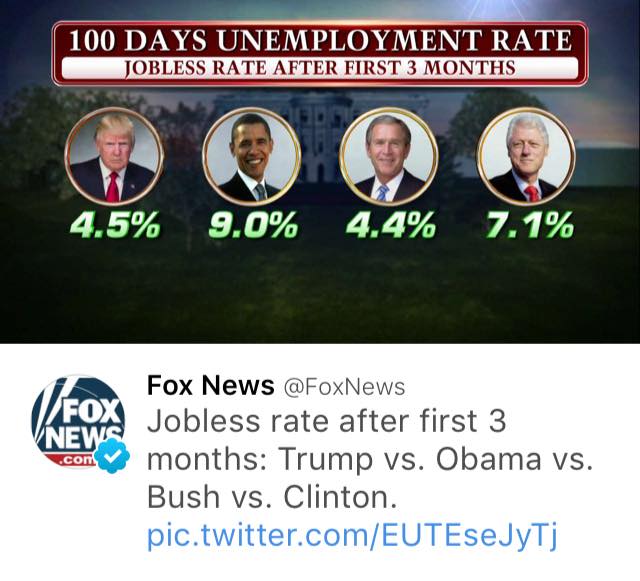 100 DAYS UNEMPLOYMENT RATE
JOBLESS RATE AFTER FIRST 3 MONTHS
4.5% 9.0% 4.4% 7.1%
FOX
NEWS
.com
Fox News @FoxNews
Jobless rate after first 3
months: Trump vs. Obama vs.
Bush vs. Clinton.
pic.twitter.com/EUTEseJyTj